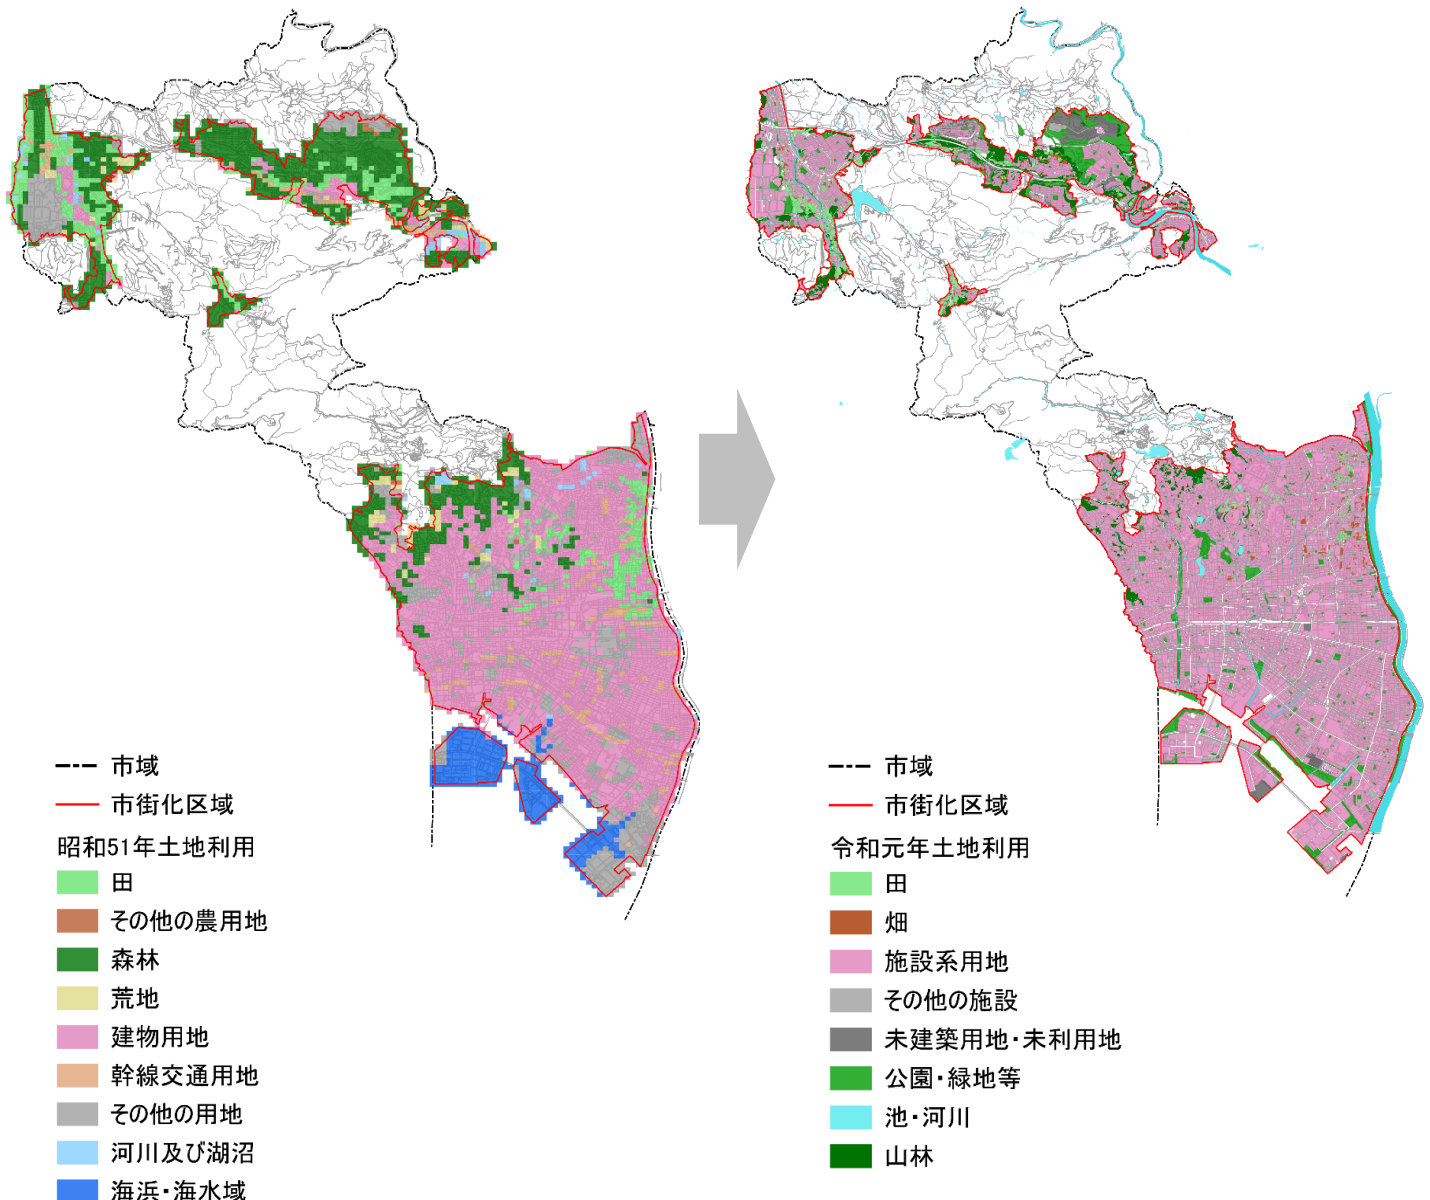 市域
市街化区域
昭和51年土地利用
田
その他の農用地
森林
荒地
建物用地
幹線交通用地
その他の用地
河川及び湖沼
海浜・海水域
市域
市街化区域
令和元年土地利用
田
畑
施設系用地
その他の施設
未建築用地・未利用地
公園・緑地等
池・河川
山林